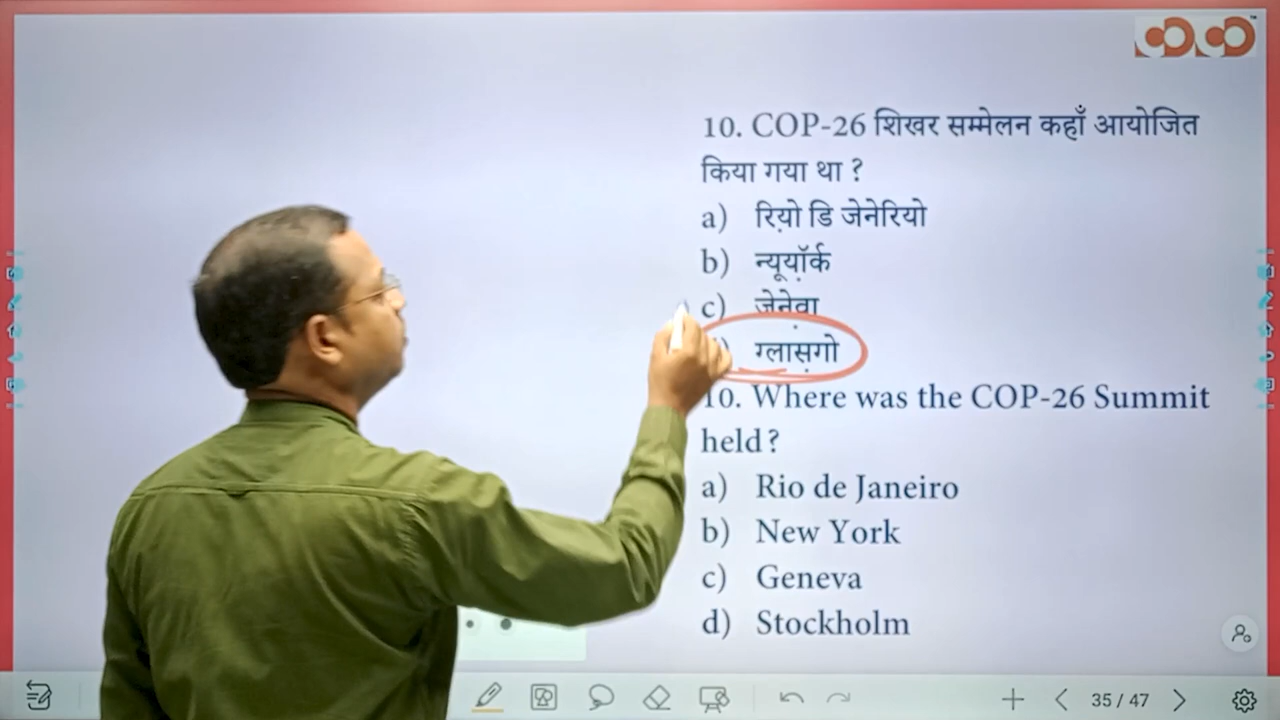 10. COP-26 शिखर सम्मेलन कहाँ आयोजित
किया गया था ?
a) रियो डि जेनेरियो
b) न्यूयॉर्क
c) जेनेवा
) ग्लासगो
10. Where was the COP-26 Summit
held?
a) Rio de Janeiro
b) New York
c) Geneva
d) Stockholm
35 / 47